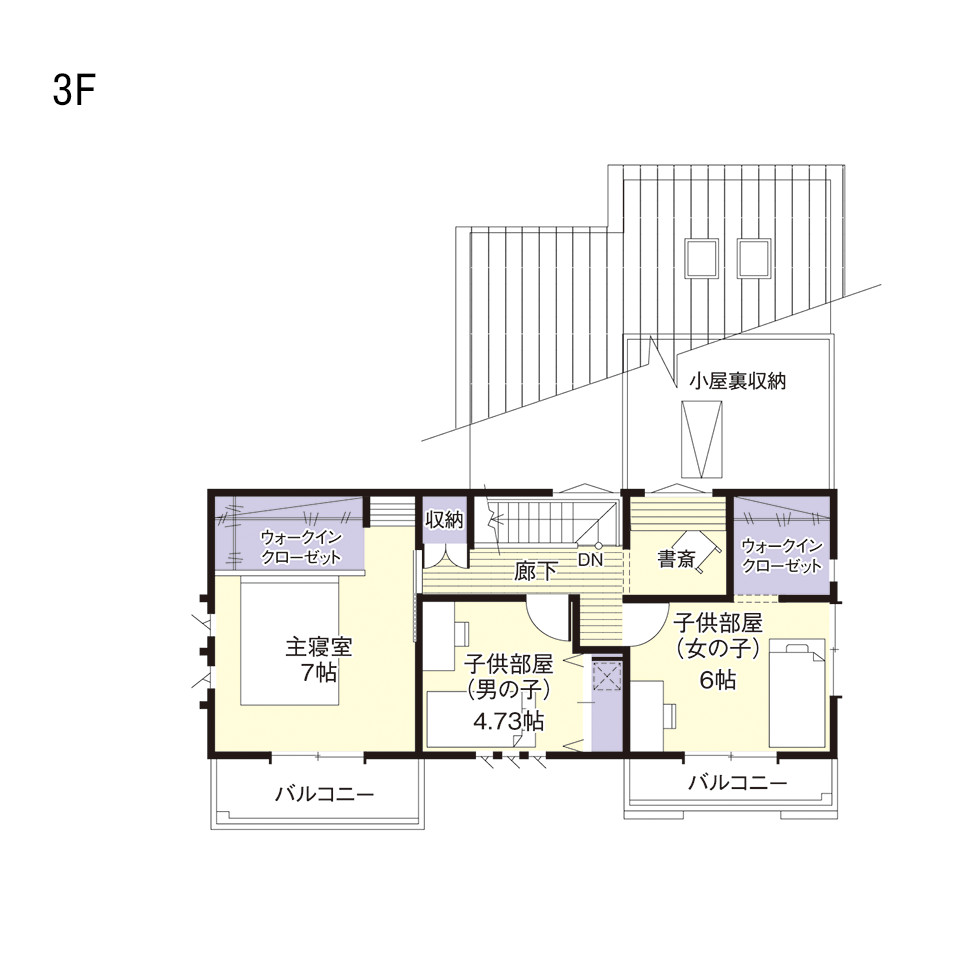 3F
小屋裏収納
収納
ウォークイン
クローゼット
DN
廊下
書斎
ウォークイン
クローゼット
主寝室
7帖
子供部屋
(男の子)
4.73帖
子供部屋
(女の子)
6帖
バルコニー
バルコニー